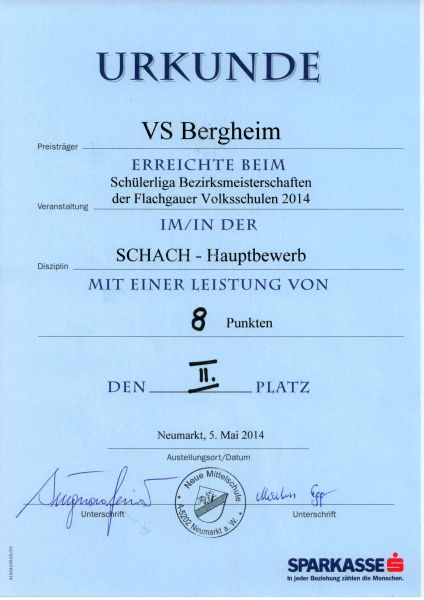 URKUNDE
VS Bergheim
Preisträger
ERREICHTE BEIM
Schülerliga Bezirksmeisterschaften
der Flachgauer Volksschulen 2014
Veranstaltung
IM/IN DER
SCHACH - Hauptbewerb
Disziplin
MIT EINER LEISTUNG VON
8 Punkten
DEN II. PLATZ
Neumarkt, 5. Mai 2014
Ausstellungsort/Datum
Neue Mittelschule
A-5202 Neumarkt a. W.
Unterschrift
Unterschrift
SPARKASSE
In jeder Beziehung zählen die Menschen.